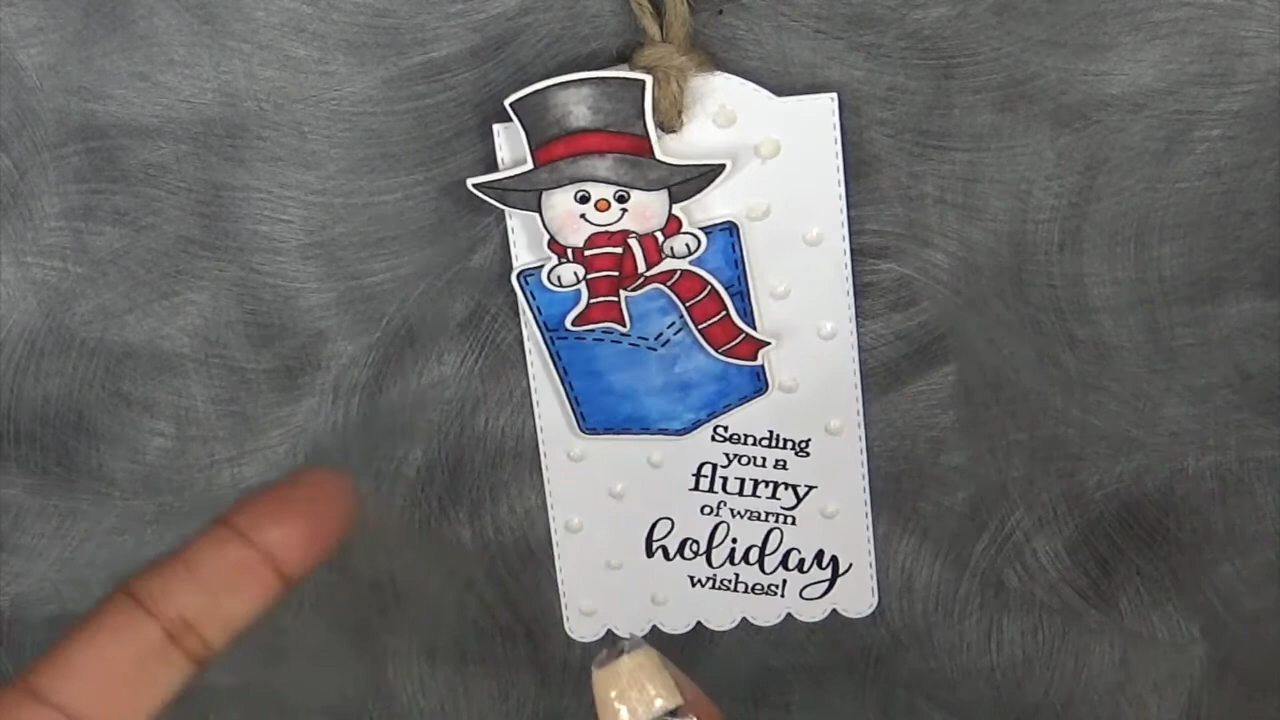 Sending
you a
flurry
of warm
holiday
wishes!